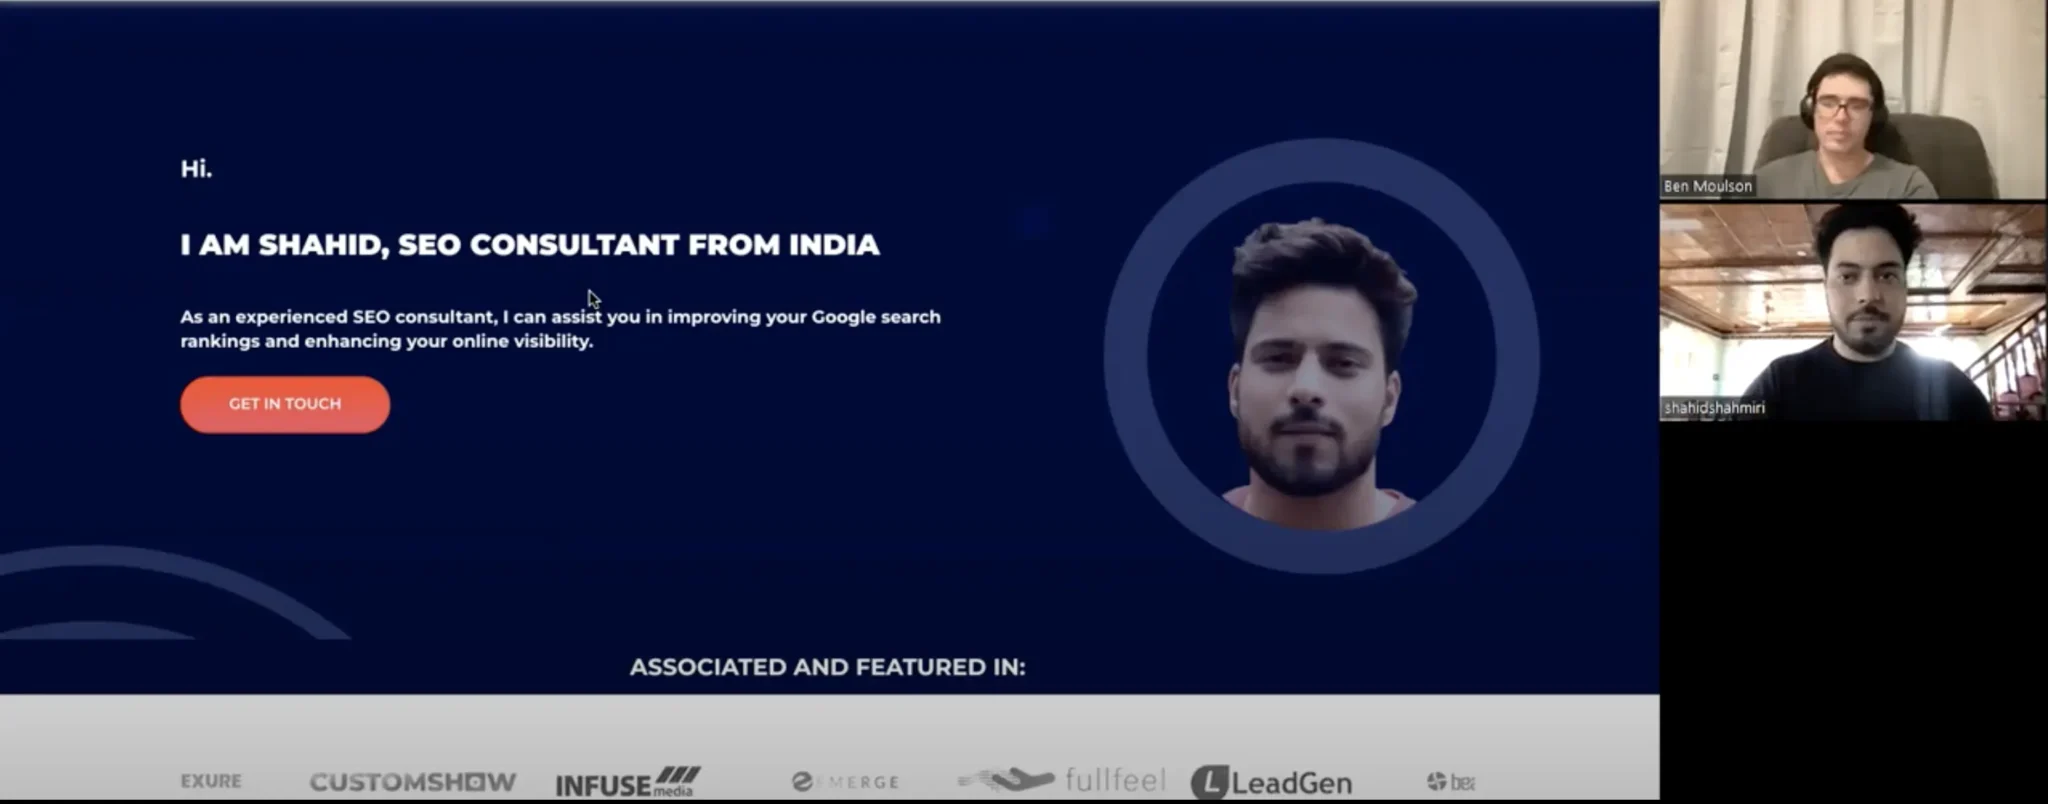 Hi.
I AM SHAHID, SEO CONSULTANT FROM INDIA
As an experienced SEO consultant, I can assist you in improving your Google search
rankings and enhancing your online visibility.
GET IN TOUCH
ASSOCIATED AND FEATURED IN:
EXURE
CUSTOMSHOW
INFUSE
media
EMERGE
fullfeel
LeadGen
Ben Moulson
shahidshahmiri